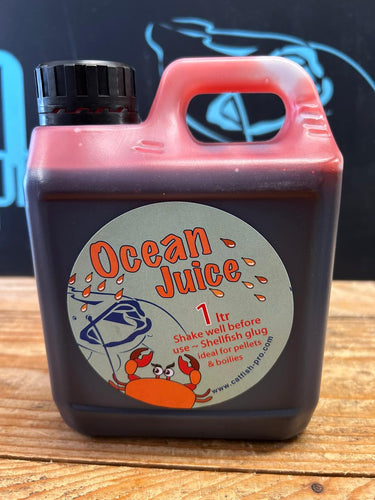 Ocean
Juice
1 ltr
Shake well before
use ~ Shellfish glug
ideal for pellets
& boilies
www.catfish-pro.com